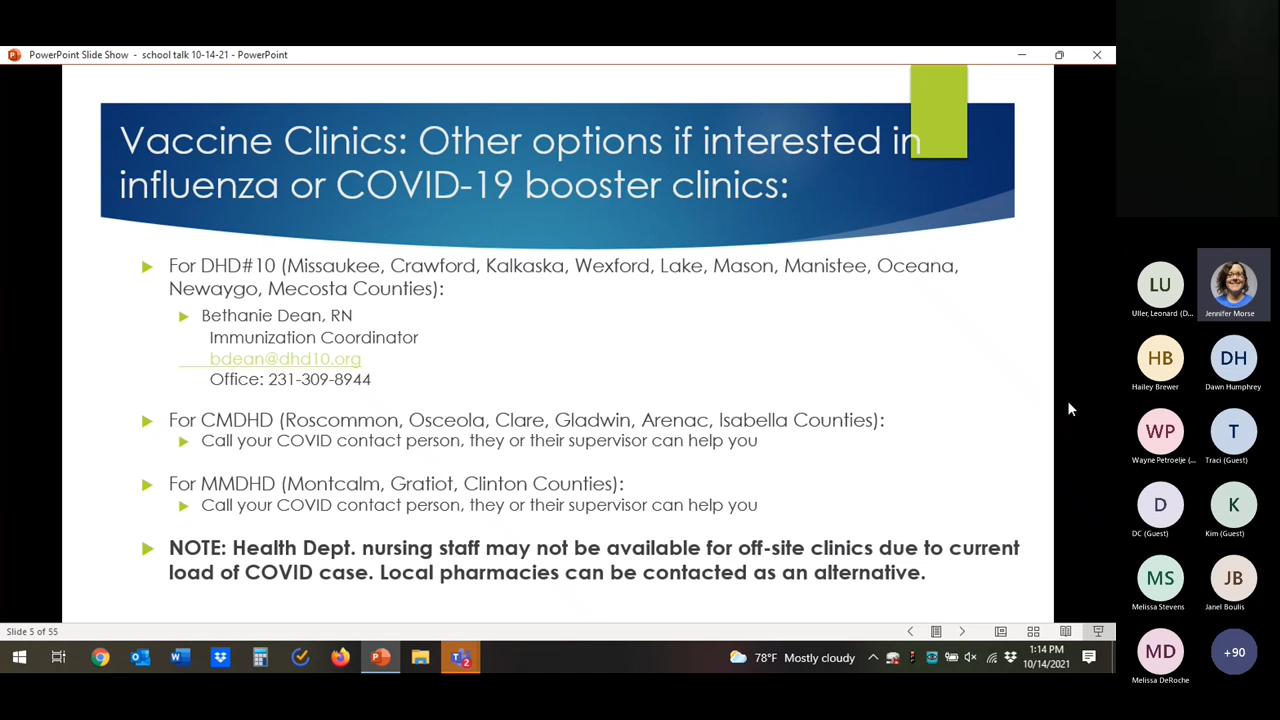 PowerPoint Slide Show - school talk 10-14-21 - PowerPoint
Vaccine Clinics: Other options if interested in
influenza or COVID-19 booster clinics:
For DHD#10 (Missaukee, Crawford, Kalkaska, Wexford, Lake, Mason, Manistee, Oceana,
Newaygo, Mecosta Counties):
Bethanie Dean, RN
Immunization Coordinator
bdean@dhd10.org
Office: 231-309-8944
For CMDHD (Roscommon, Osceola, Clare, Gladwin, Arenac, Isabella Counties):
Call your COVID contact person, they or their supervisor can help you
For MMDHD (Montcalm, Gratiot, Clinton Counties):
Call your COVID contact person, they or their supervisor can help you
NOTE: Health Dept. nursing staff may not be available for off-site clinics due to current
load of COVID case. Local pharmacies can be contacted as an alternative.
Slide 5 of 55
78°F Mostly cloudy
1:14 PM
10/14/2021
LU
Uller, Leonard (D...
Jennifer Morse
HB
Hailey Brewer
DH
Dawn Humphrey
WP
Wayne Petroelje (...
T
Traci (Guest)
D
DC (Guest)
K
Kim (Guest)
MS
Melissa Stevens
JB
Janel Boulis
MD
Melissa DeRoche
+90